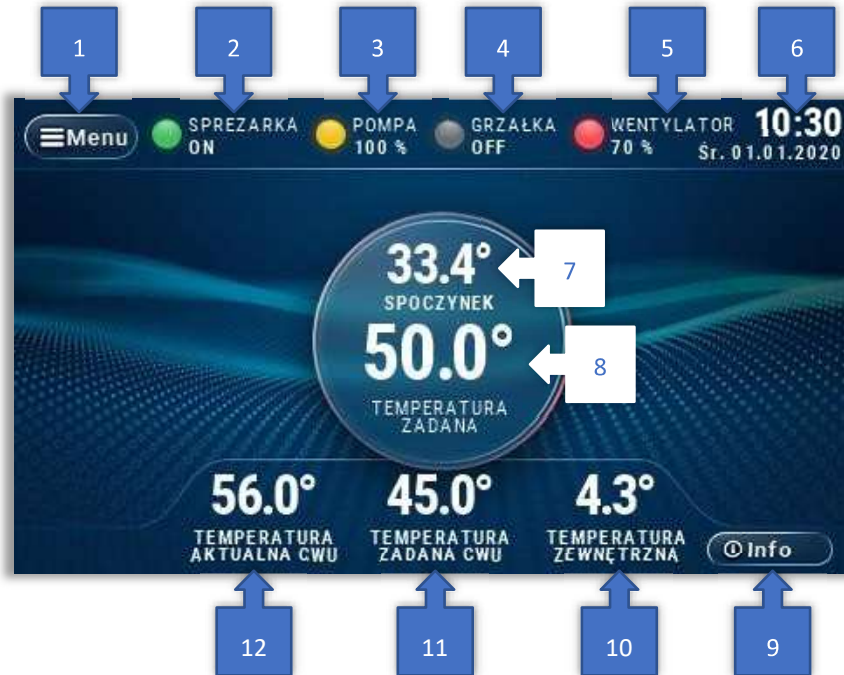 1
2
3
4
5
6
Menu
SPREZARKA
ON
POMPA
100 %
GRZAŁKA
OFF
WENTYLATOR
70 %
10:30
Śr. 01.01.2020
33.4°
7
SPOCZYNEK
50.0°
8
TEMPERATURA
ZADANA
56.0°
TEMPERATURA
AKTUALNA CWU
45.0°
TEMPERATURA
ZADANA CWU
4.3°
TEMPERATURA
ZEWNĘTRZNĄ
Info
12
11
10
9